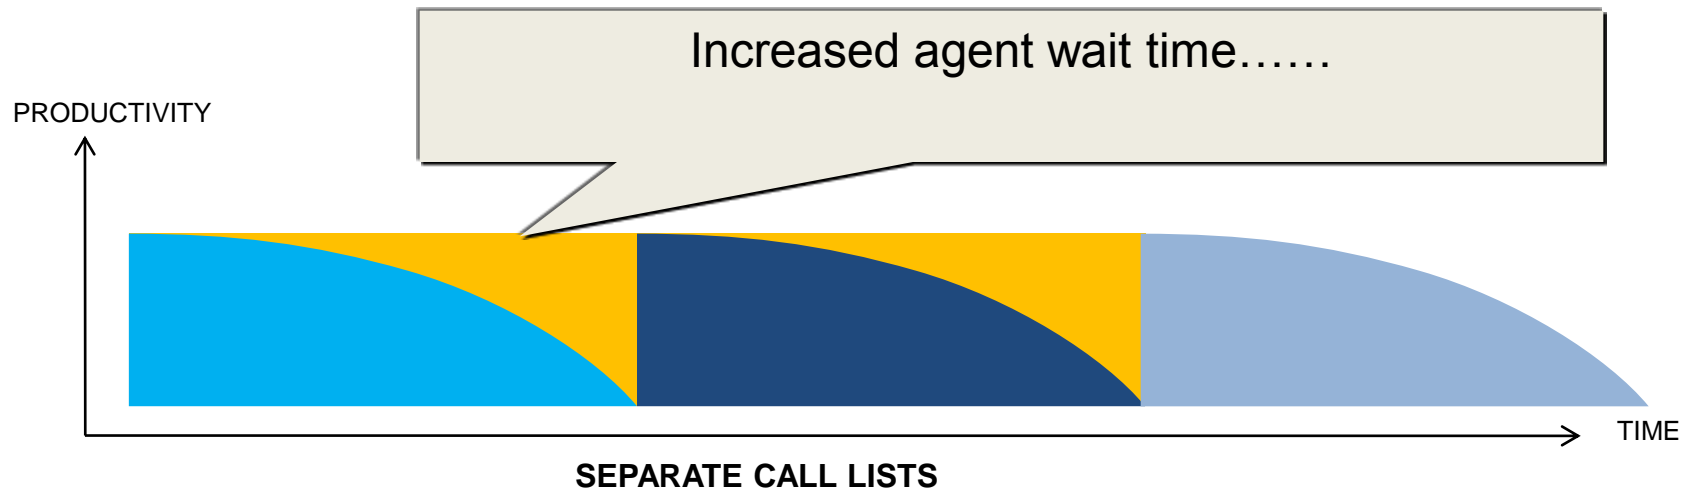 Increased agent wait time……
PRODUCTIVITY
TIME
SEPARATE CALL LISTS